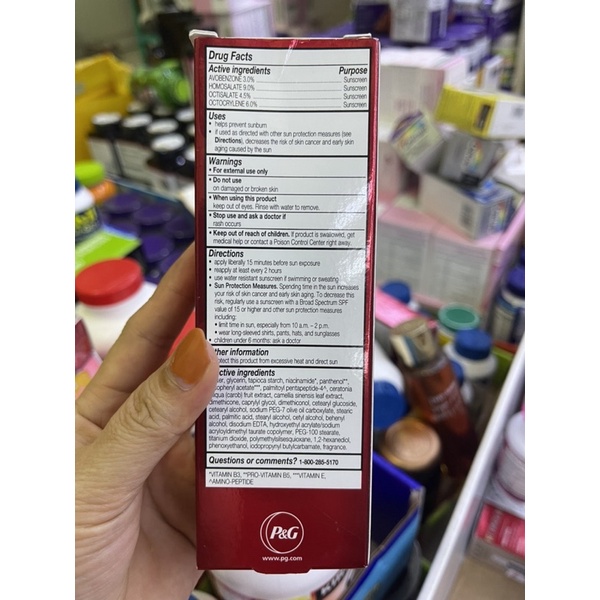 Drug Facts
Active ingredients Purpose
AVOBENZONE 3.0% Sunscreen
HOMOSALATE 9.0% Sunscreen
OCTISALATE 4.5% Sunscreen
OCTOCRYLENE 6.0% Sunscreen
Uses
• helps prevent sunburn
• if used as directed with other sun protection measures (see
Directions), decreases the risk of skin cancer and early skin
aging caused by the sun
Warnings
• For external use only
• Do not use
on damaged or broken skin
• When using this product
keep out of eyes. Rinse with water to remove.
• Stop use and ask a doctor if
rash occurs
• Keep out of reach of children. If product is swallowed, get
medical help or contact a Poison Control Center right away.
Directions
• apply liberally 15 minutes before sun exposure
• reapply at least every 2 hours
• use water resistant sunscreen if swimming or sweating
• Sun Protection Measures. Spending time in the sun increases
your risk of skin cancer and early skin aging. To decrease this
risk, regularly use a sunscreen with a Broad Spectrum SPF
value of 15 or higher and other sun protection measures
including:
• limit time in sun, especially from 10 a.m. – 2 p.m.
• wear long-sleeved shirts, pants, hats, and sunglasses
• children under 6 months: ask a doctor
ther information
tect this product from excessive heat and direct sun
ctive ingredients
er, glycerin, tapioca starch, niacinamide*, panthenol**,
opheryl acetate***, palmitoyl pentapeptide-4^, ceratonia
iliqua (carob) fruit extract, camellia sinensis leaf extract,
dimethicone, caprylyl glycol, dimethiconol, cetearyl glucoside,
cetearyl alcohol, sodium PEG-7 olive oil carboxylate, stearic
acid, palmitic acid, stearyl alcohol, cetyl alcohol, behenyl
alcohol, disodium EDTA, hydroxyethyl acrylate/sodium
acryloyldimethyl taurate copolymer, PEG-100 stearate,
titanium dioxide, polymethylsilsesquioxane, 1,2-hexanediol,
phenoxyethanol, iodopropynyl butylcarbamate, fragrance.
Questions or comments? 1-800-285-5170
*VITAMIN B3, **PRO-VITAMIN B5, ***VITAMIN E,
^AMINO-PEPTIDE
P&G
www.pg.com